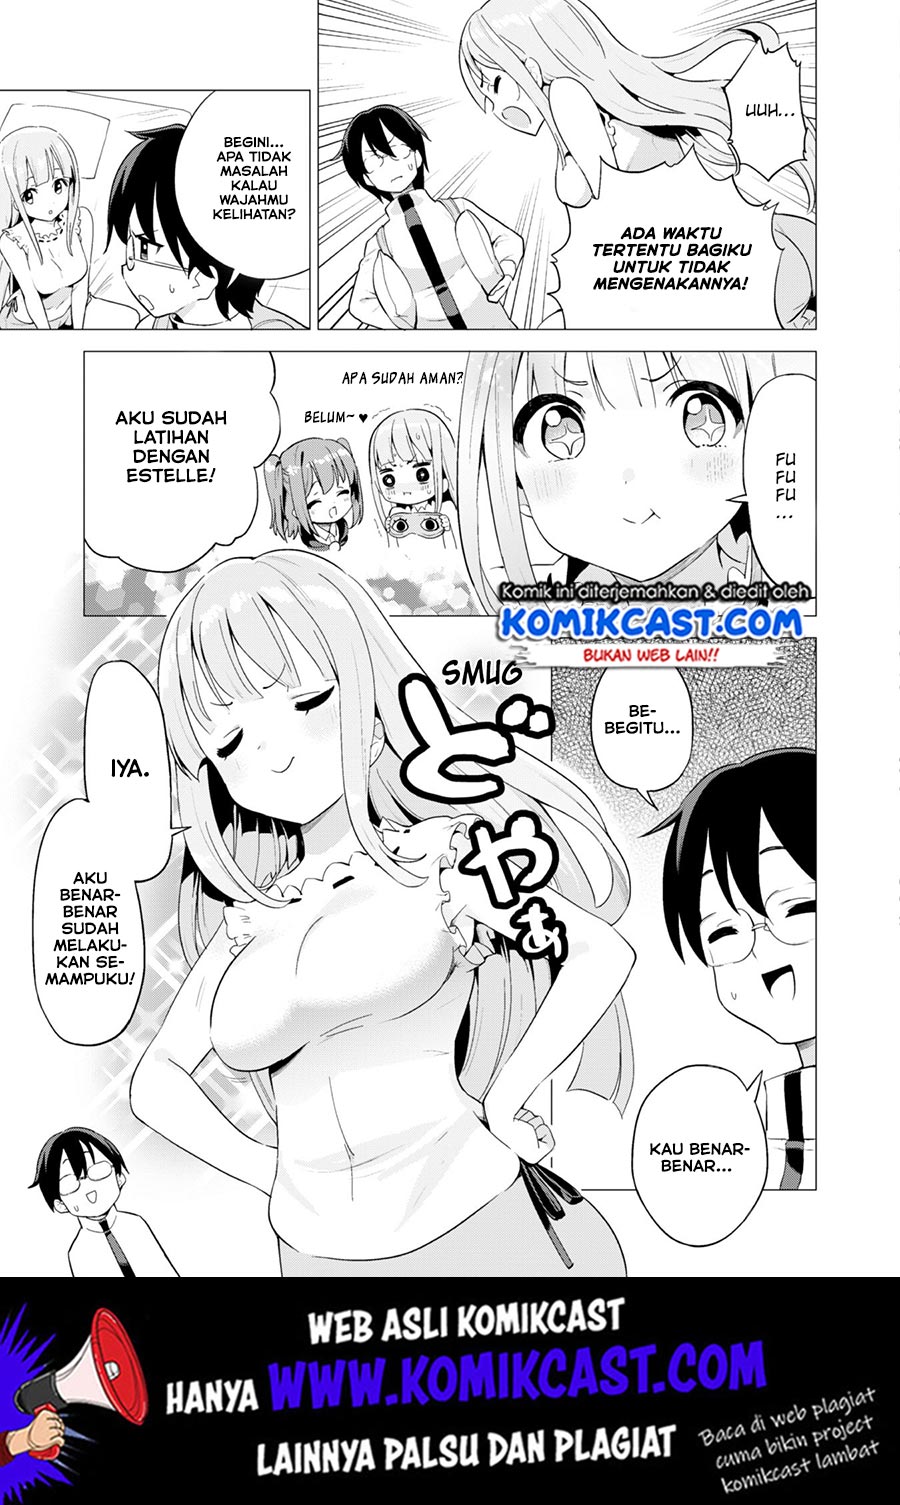 UUH...
ADA WAKTU
TERTENTU BAGIKU
UNTUK TIDAK
MENGENAKANNYA!
BEGINI...
APA TIDAK
MASALAH
KALAU
WAJAHMU
KELIHATAN?
FU
FU
FU
...
APA SUDAH AMAN?
BELUM~♥
AKU SUDAH
LATIHAN
DENGAN
ESTELLE!
Komik ini diterjemahkan & diedit oleh
KOMIKCAST.COM
BUKAN WEB LAIN!!
BE-
BEGITU...
SMUG
どやぁ
IYA.
AKU
BENAR-
BENAR
SUDAH
MELAKU-
KAN SE-
MAMPUKU!
KAU BENAR-
BENAR...
WEB ASLI KOMIKCAST
HANYA WWW.KOMIKCAST.COM
LAINNYA PALSU DAN PLAGIAT
Baca di web plagiat
cuma bikin project
komikcast lambat